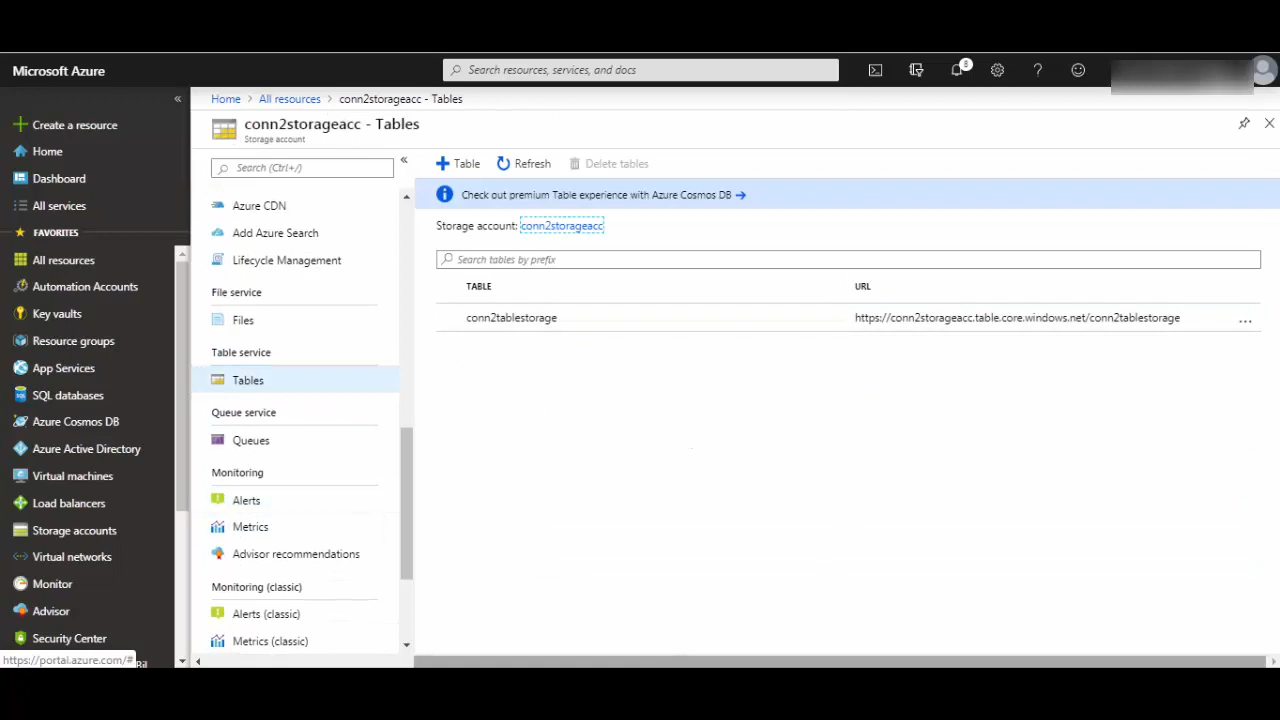 Microsoft Azure
Search resources, services, and docs
8
«
Home > All resources > conn2storageacc - Tables
Create a resource
Home
Dashboard
All services
FAVORITES
All resources
Automation Accounts
Key vaults
Resource groups
App Services
SQL databases
Azure Cosmos DB
Azure Active Directory
Virtual machines
Load balancers
Storage accounts
Virtual networks
Monitor
Advisor
Security Center
https://portal.azure.com/#
conn2storageacc - Tables
Storage account
Search (Ctrl+/)
«
Azure CDN
Add Azure Search
Lifecycle Management
File service
Files
Table service
Tables
Queue service
Queues
Monitoring
Alerts
Metrics
Advisor recommendations
Monitoring (classic)
Alerts (classic)
Metrics (classic)
Table Refresh Delete tables
Check out premium Table experience with Azure Cosmos DB →
Storage account: conn2storageacc
Search tables by prefix
TABLE URL
conn2tablestorage https://conn2storageacc.table.core.windows.net/conn2tablestorage ...